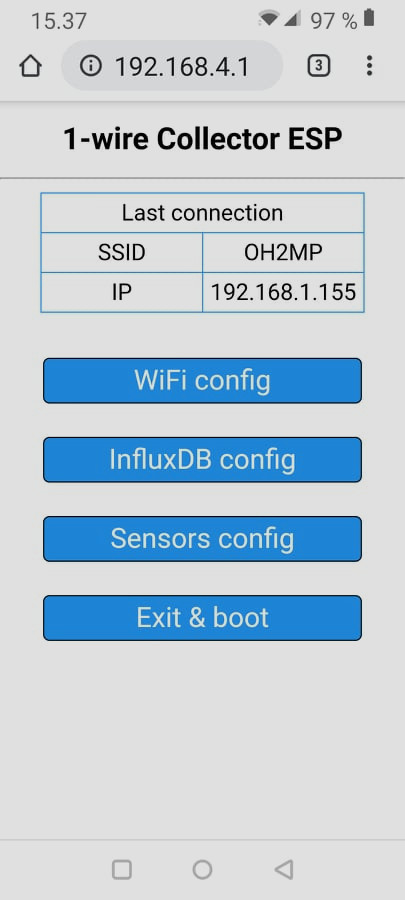 15.37 97 %
192.168.4.1 3
1-wire Collector ESP
Last connection
SSID OH2MP
IP 192.168.1.155
WiFi config
InfluxDB config
Sensors config
Exit & boot